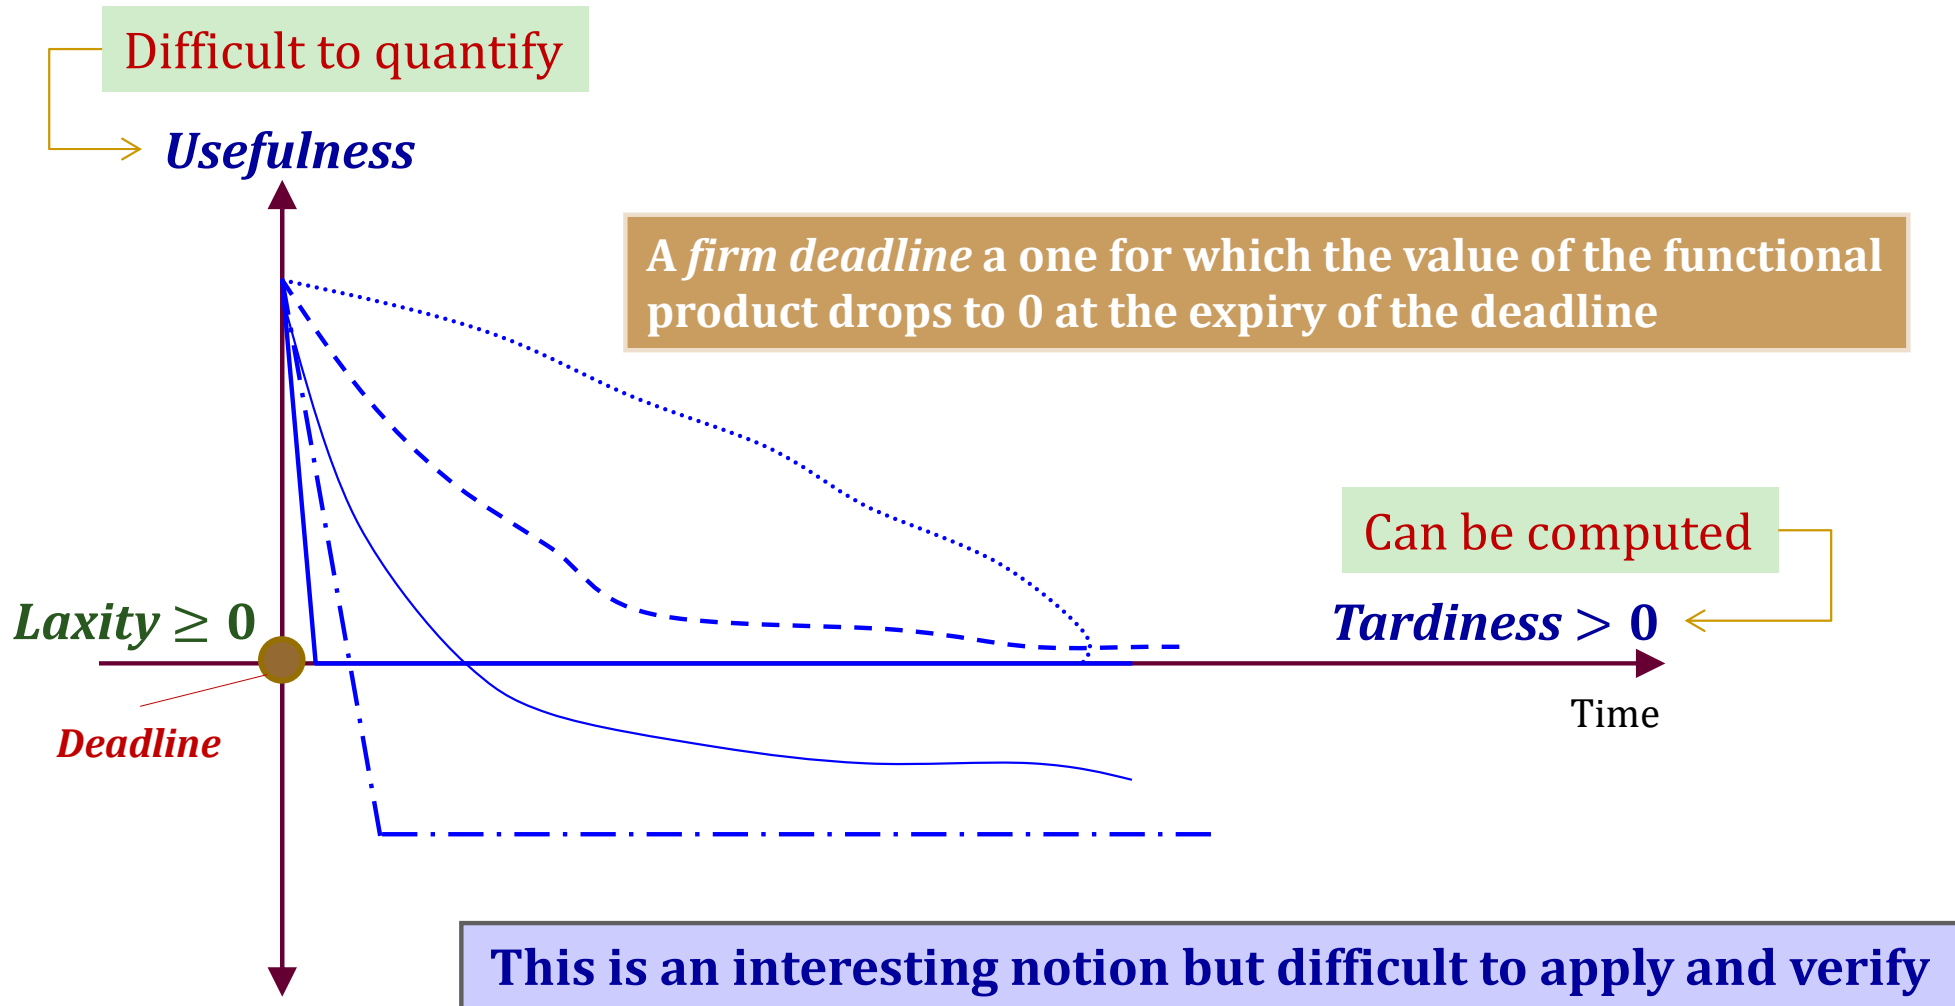 Difficult to quantify
Usefulness
A firm deadline a one for which the value of the functional
product drops to 0 at the expiry of the deadline
Can be computed
Laxity ≥ 0
Tardiness > 0
Time
Deadline
This is an interesting notion but difficult to apply and verify